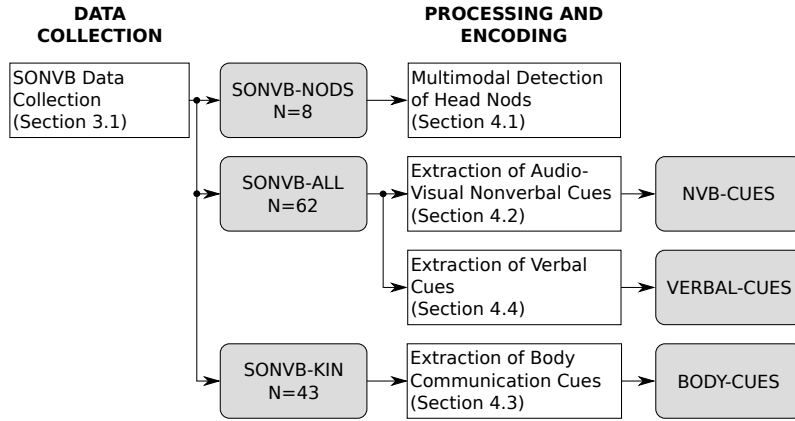 DATA
COLLECTION
PROCESSING AND
ENCODING
SONVB Data
Collection
(Section 3.1)
SONVB-NODS
N=8
Multimodal Detection
of Head Nods
(Section 4.1)
SONVB-ALL
N=62
Extraction of Audio-
Visual Nonverbal Cues
(Section 4.2)
NVB-CUES
Extraction of Verbal
Cues
(Section 4.4)
VERBAL-CUES
SONVB-KIN
N=43
Extraction of Body
Communication Cues
(Section 4.3)
BODY-CUES